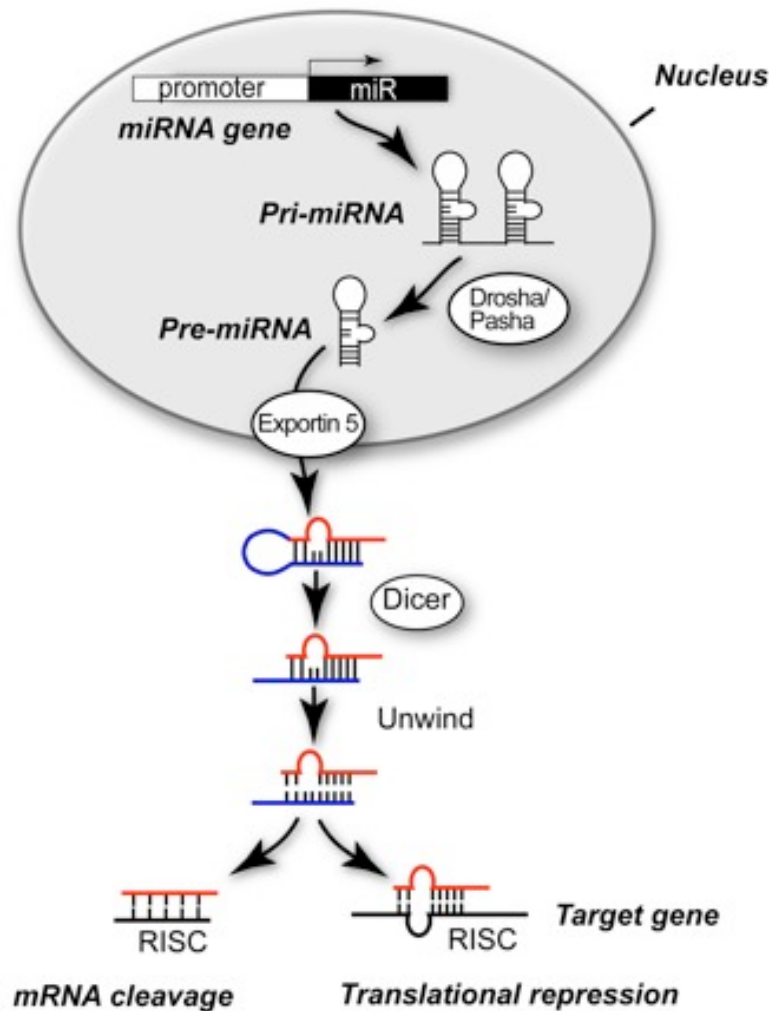 Nucleus
promoter
miR
miRNA gene
Pri-miRNA
Drosha/
Pasha
Pre-miRNA
Exportin 5
Dicer
Unwind
RISC
RISC
Target gene
mRNA cleavage
Translational repression